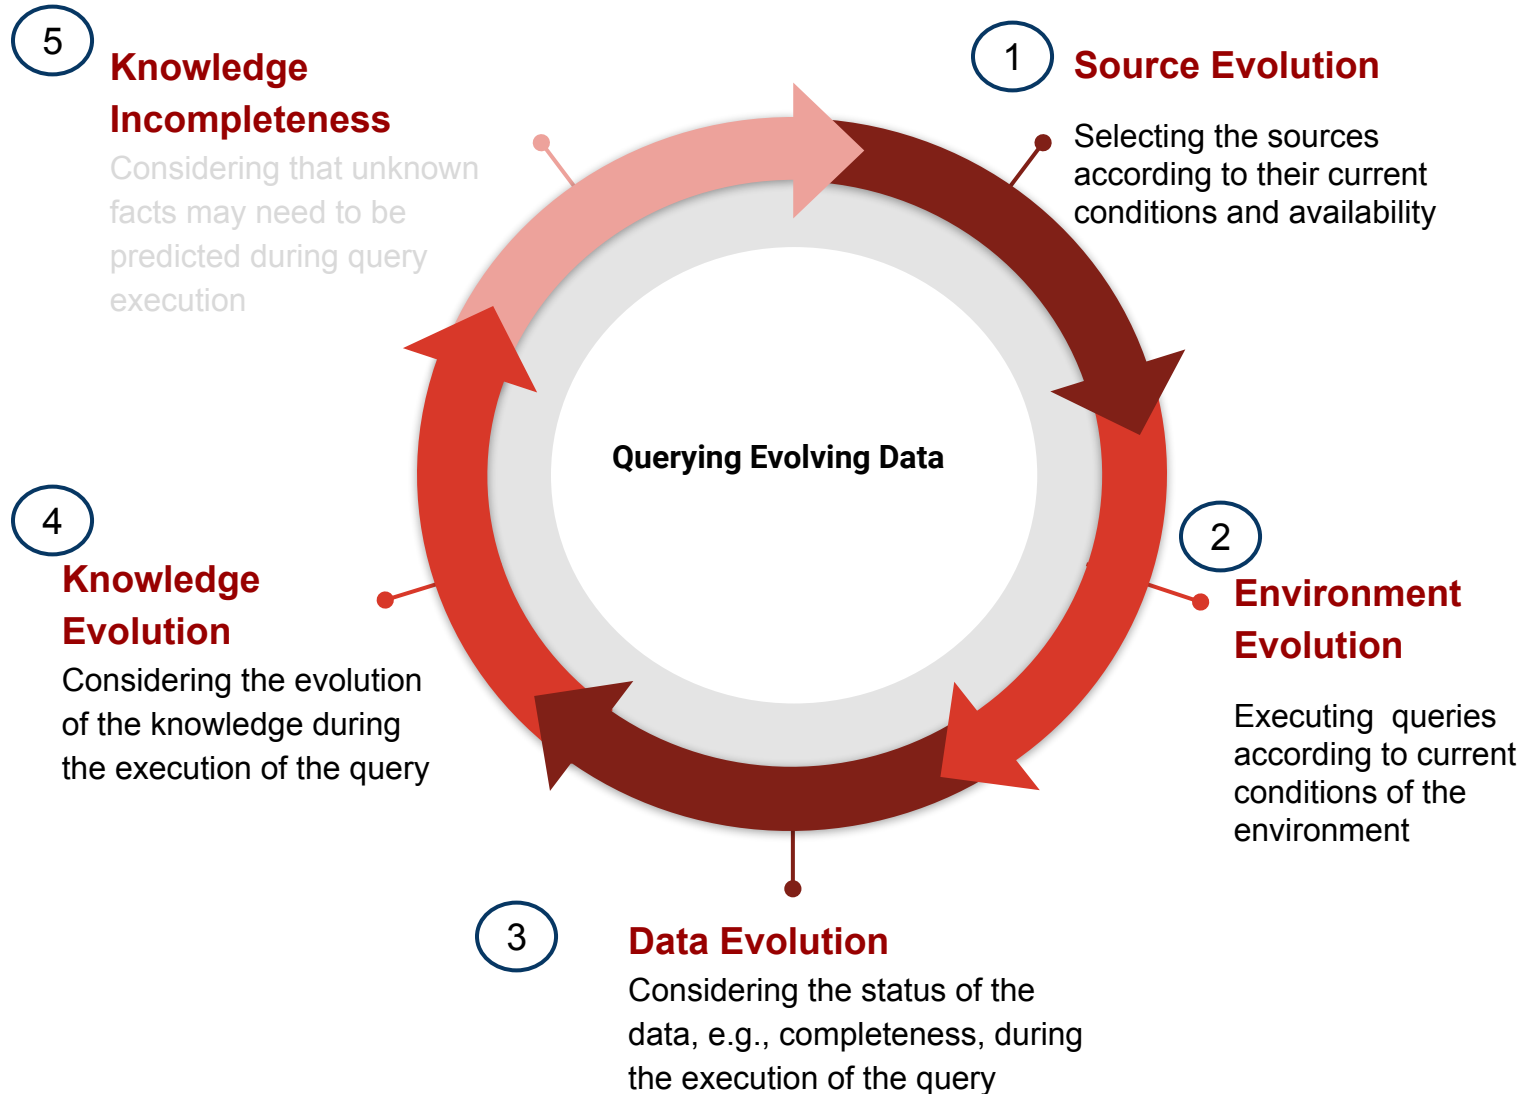 1
Source Evolution
Selecting the sources
according to their current
conditions and availability
2
Environment
Evolution
Executing queries
according to current
conditions of the
environment
3
Data Evolution
Considering the status of the
data, e.g., completeness, during
the execution of the query
4
Knowledge
Evolution
Considering the evolution
of the knowledge during
the execution of the query
5
Knowledge
Incompleteness
Considering that unknown
facts may need to be
predicted during query
execution
Querying Evolving Data